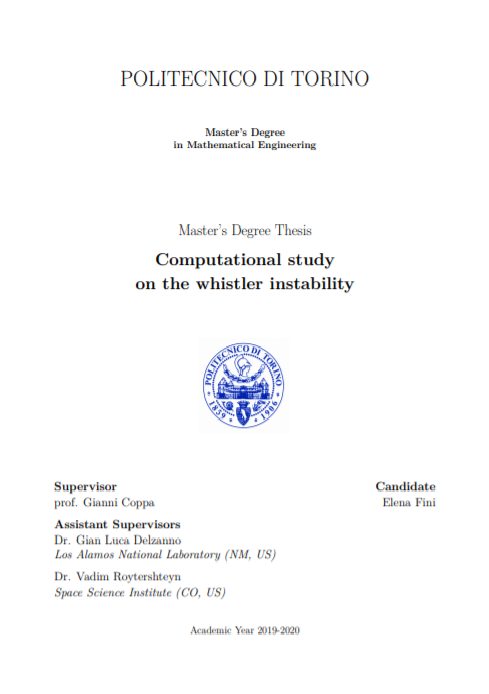 POLITECNICO DI TORINO
Master's Degree
in Mathematical Engineering
Master's Degree Thesis
Computational study
on the whistler instability
POLITECNICO DI TORINO
1859 1906
Supervisor
prof. Gianni Coppa
Candidate
Elena Fini
Assistant Supervisors
Dr. Gian Luca Delzanno
Los Alamos National Laboratory (NM, US)
Dr. Vadim Roytershteyn
Space Science Institute (CO, US)
Academic Year 2019-2020